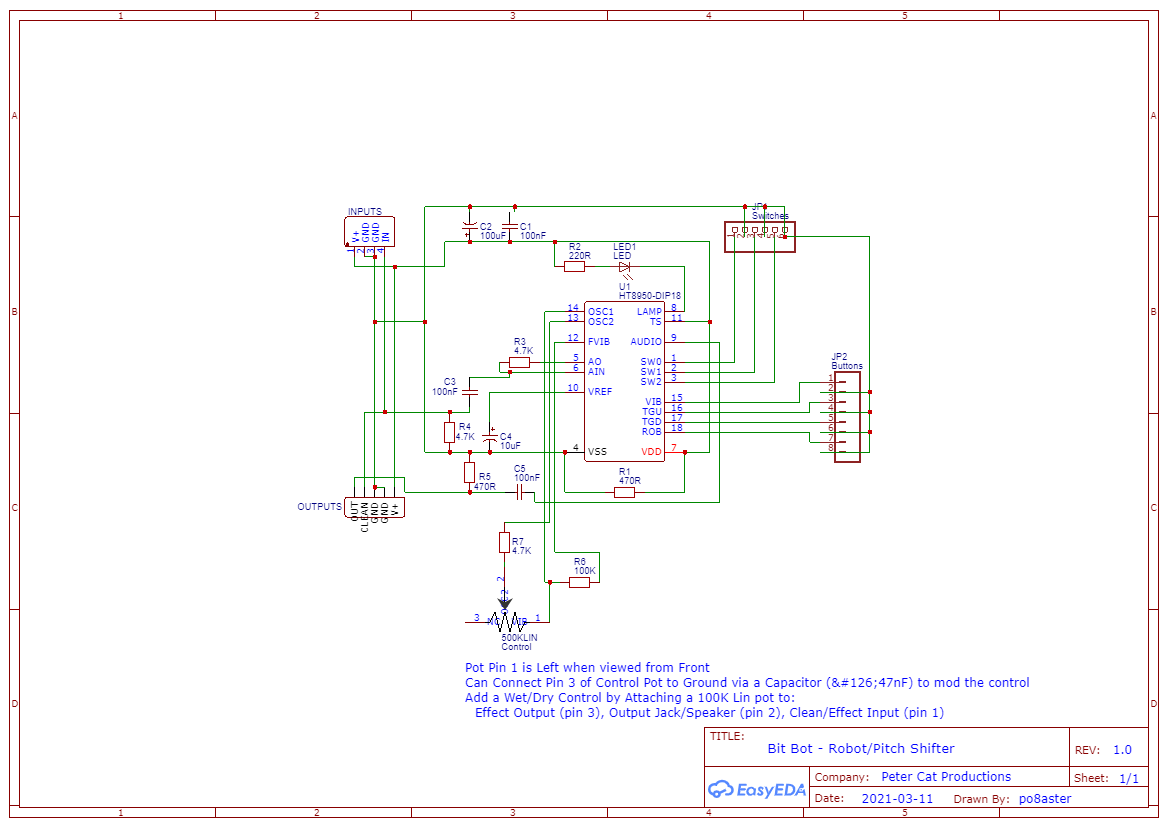 1 2 3 4 5
A A
B B
C C
D D
1 2 3 4 5
INPUTS
V+
GND
GND
IN
1 2 3 4
C2
100uF
C1
100nF
JP1
Switches
1 2 3 4 5 6
R2
220R
LED1
LED
U1
HT8950-DIP18
14 OSC1
13 OSC2
12 FVIB
5 AO
6 AIN
10 VREF
4 VSS
LAMP 8
TS 11
AUDIO 9
SW0 1
SW1 2
SW2 3
VIB 15
TGU 16
TGD 17
ROB 18
VDD 7
R3
4.7K
C3
100nF
R4
4.7K
C4
10uF
R5
470R
C5
100nF
R1
470R
JP2
Buttons
1
2
3
4
5
6
7
8
OUTPUTS
OUT
CLEAN
GND
GND
V+
R7
4.7K
R6
100K
2
3 NC VIB 1
500KLIN
Control
Pot Pin 1 is Left when viewed from Front
Can Connect Pin 3 of Control Pot to Ground via a Capacitor (&#126;47nF) to mod the control
Add a Wet/Dry Control by Attaching a 100K Lin pot to:
Effect Output (pin 3), Output Jack/Speaker (pin 2), Clean/Effect Input (pin 1)
TITLE:
Bit Bot - Robot/Pitch Shifter
REV: 1.0
EasyEDA
Company: Peter Cat Productions
Sheet: 1/1
Date: 2021-03-11 Drawn By: po8aster